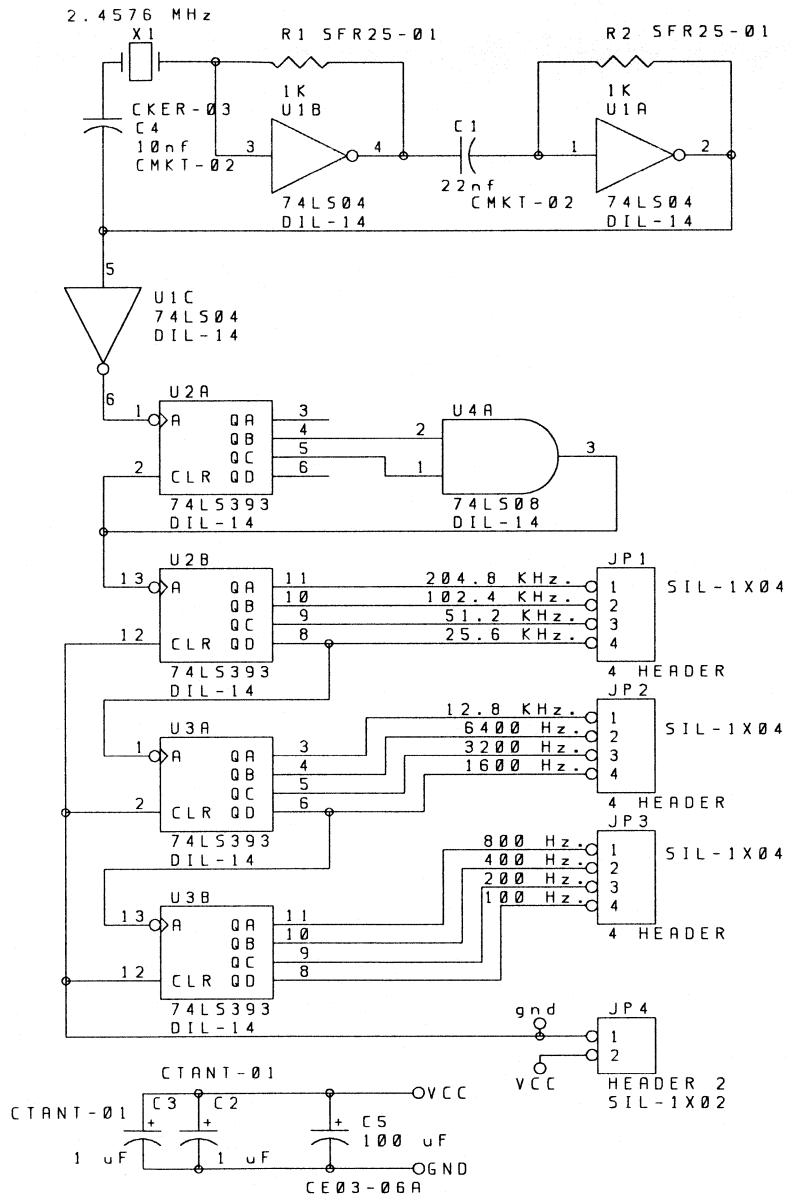 2.4576 MHz
X1
R1 SFR25-01
R2 SFR25-01
1K
1K
CKER-03
C4
10nf
CMKT-02
U1B
3
4
C1
22nf
CMKT-02
U1A
1
2
74LS04
DIL-14
74LS04
DIL-14
5
U1C
74LS04
DIL-14
6
U2A
1
A
QA
3
QB
4
QC
5
2
CLR
QD
6
74LS393
DIL-14
U4A
2
1
3
74LS08
DIL-14
U2B
13
A
QA
11
QB
10
QC
9
12
CLR
QD
8
74LS393
DIL-14
204.8 KHz.
102.4 KHz.
51.2 KHz.
25.6 KHz.
JP1
1
2
3
4
SIL-1X04
4 HEADER
U3A
1
A
QA
3
QB
4
QC
5
2
CLR
QD
6
74LS393
DIL-14
12.8 KHz.
6400 Hz.
3200 Hz.
1600 Hz.
JP2
1
2
3
4
SIL-1X04
4 HEADER
U3B
13
A
QA
11
QB
10
QC
9
12
CLR
QD
8
74LS393
DIL-14
800 Hz.
400 Hz.
200 Hz.
100 Hz.
JP3
1
2
3
4
SIL-1X04
4 HEADER
gnd
VCC
JP4
1
2
HEADER 2
SIL-1X02
CTANT-01
CTANT-01
C3
+
1 uF
C2
+
1 uF
+
C5
100 uF
CE03-06A
VCC
GND